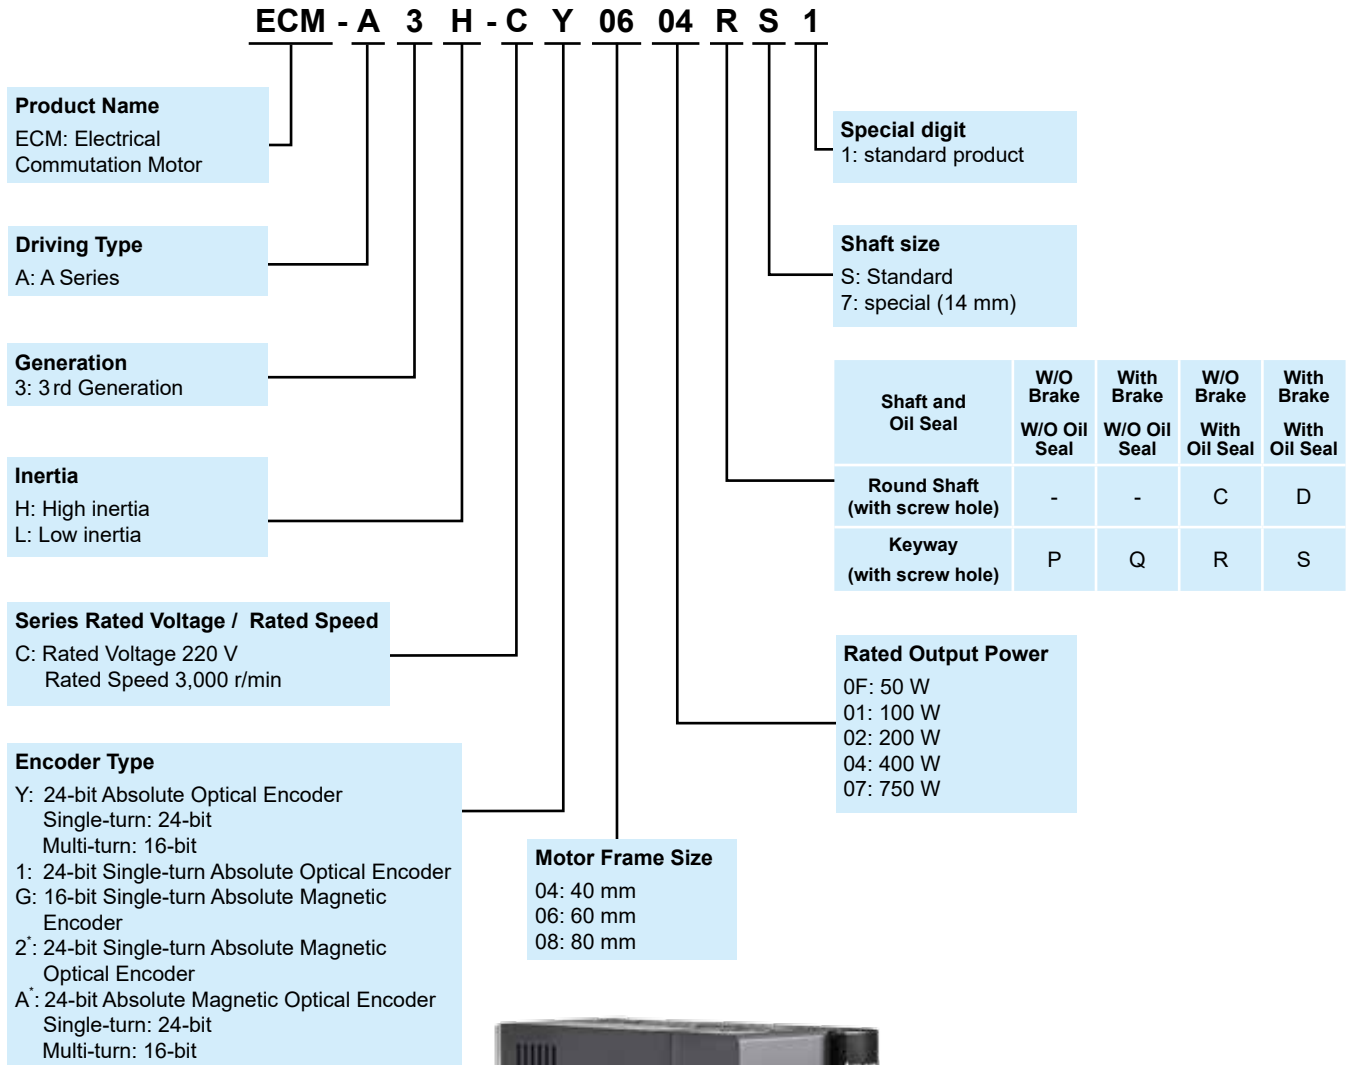 ECM - A 3 H - C Y 06 04 R S 1
Product Name
ECM: Electrical
Commutation Motor
Driving Type
A: A Series
Generation
3: 3 rd Generation
Inertia
H: High inertia
L: Low inertia
Series Rated Voltage / Rated Speed
C: Rated Voltage 220 V
Rated Speed 3,000 r/min
Encoder Type
Y: 24-bit Absolute Optical Encoder
Single-turn: 24-bit
Multi-turn: 16-bit
1: 24-bit Single-turn Absolute Optical Encoder
G: 16-bit Single-turn Absolute Magnetic
Encoder
2*: 24-bit Single-turn Absolute Magnetic
Optical Encoder
A*: 24-bit Absolute Magnetic Optical Encoder
Single-turn: 24-bit
Multi-turn: 16-bit
Motor Frame Size
04: 40 mm
06: 60 mm
08: 80 mm
Special digit
1: standard product
Shaft size
S: Standard
7: special (14 mm)
Shaft and
Oil Seal
W/O
Brake
With
Brake
W/O
Brake
With
Brake
W/O Oil
Seal
W/O Oil
Seal
With
Oil Seal
With
Oil Seal
Round Shaft
(with screw hole)
- - C D
Keyway
(with screw hole)
P Q R S
Rated Output Power
0F: 50 W
01: 100 W
02: 200 W
04: 400 W
07: 750 W